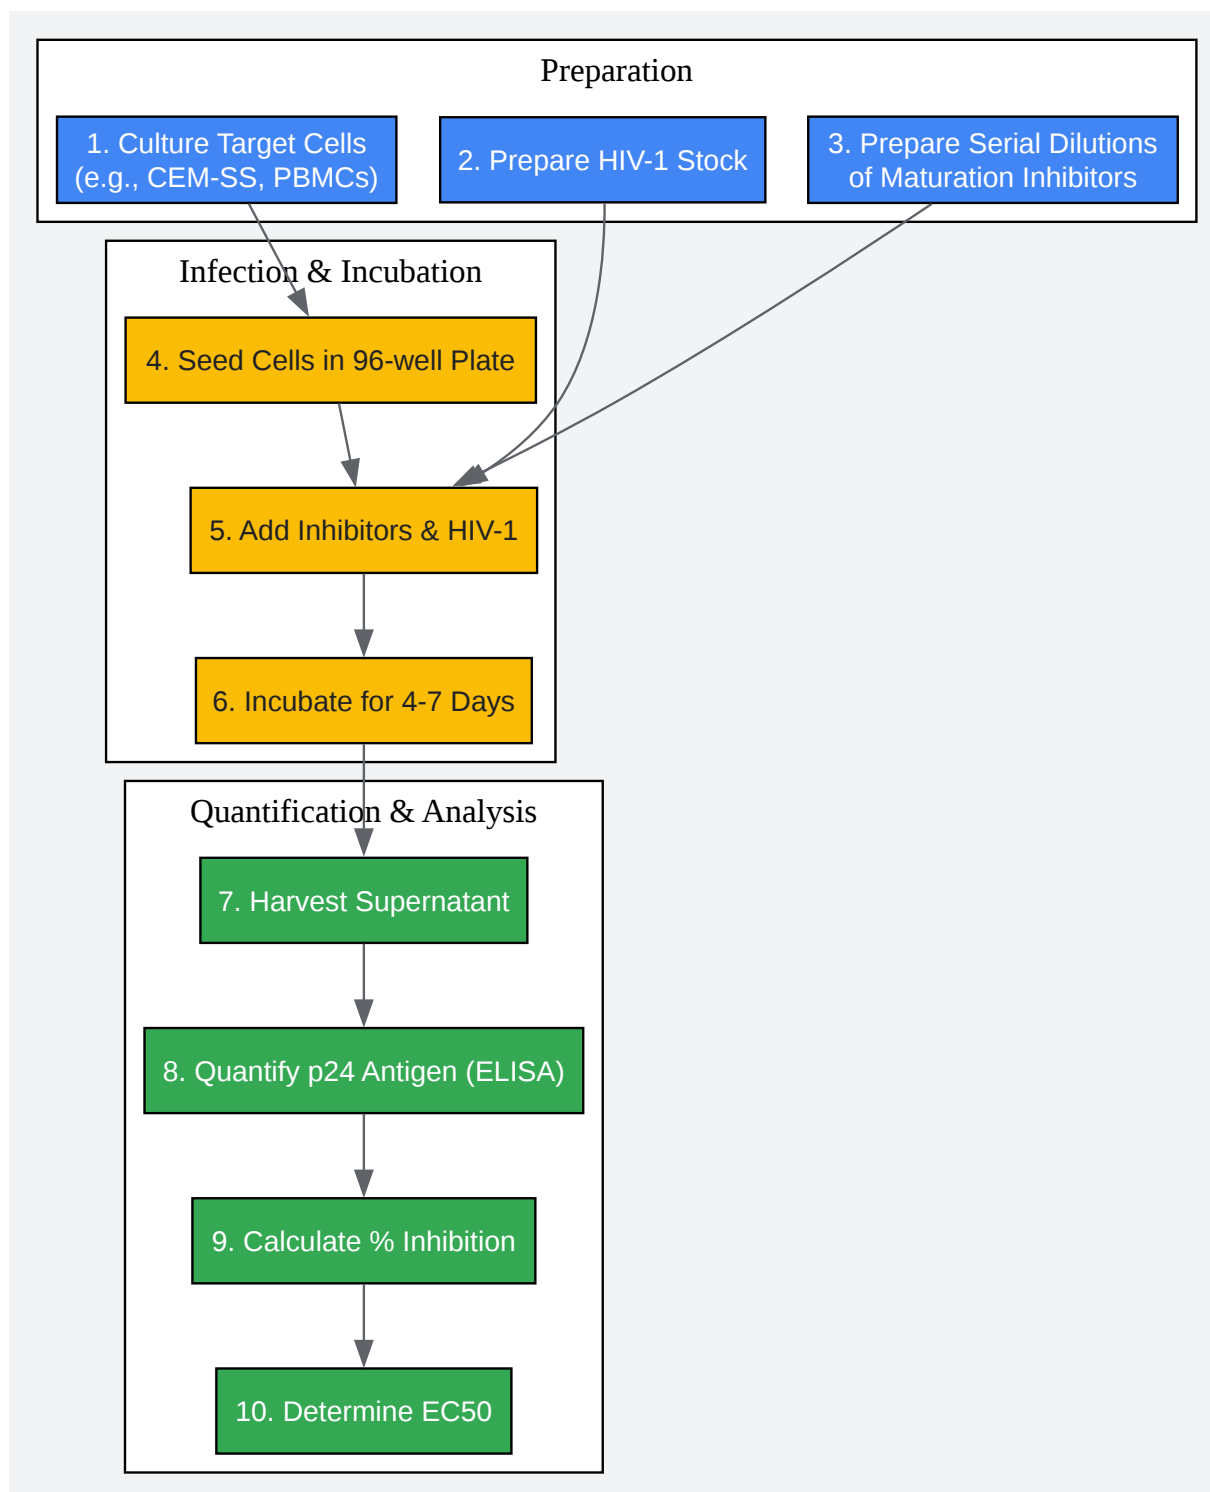 Preparation
1. Culture Target Cells
(e.g., CEM-SS, PBMCs)
2. Prepare HIV-1 Stock
3. Prepare Serial Dilutions
of Maturation Inhibitors
Infection & Incubation
4. Seed Cells in 96-well Plate
5. Add Inhibitors & HIV-1
6. Incubate for 4-7 Days
Quantification & Analysis
7. Harvest Supernatant
8. Quantify p24 Antigen (ELISA)
9. Calculate % Inhibition
10. Determine EC50